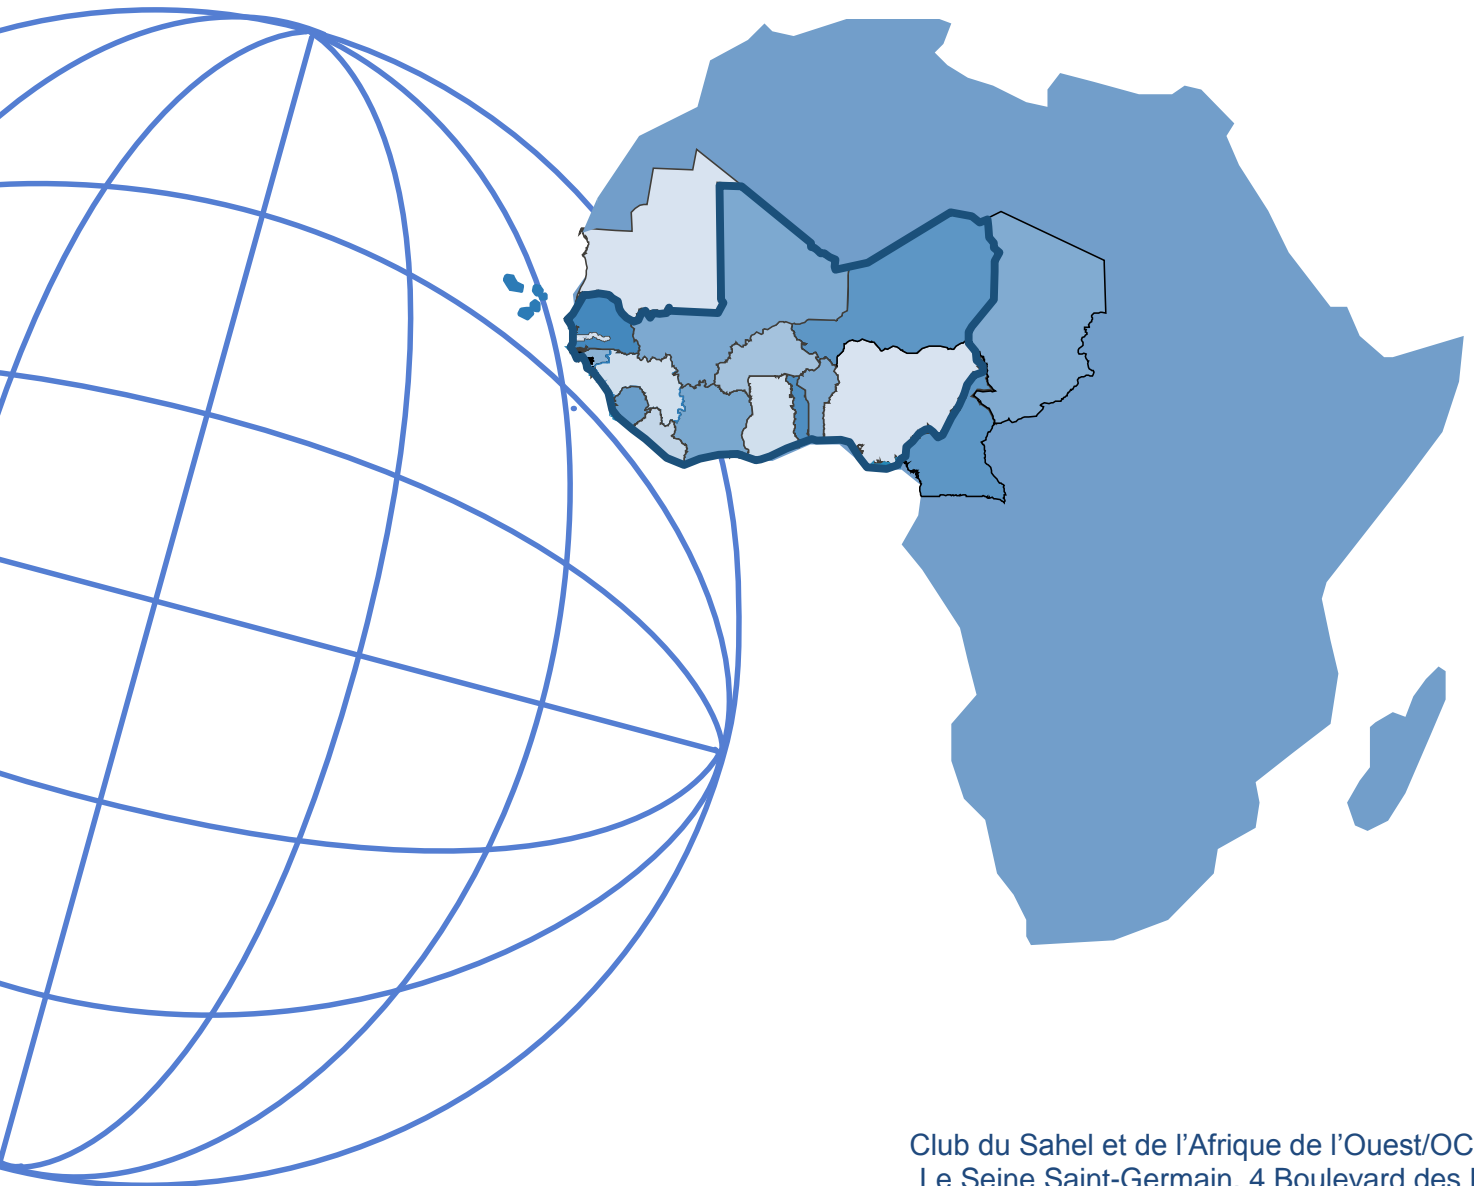 Club du Sahel et de l’Afrique de l’Ouest/OC
Le Seine Saint-Germain, 4 Boulevard des